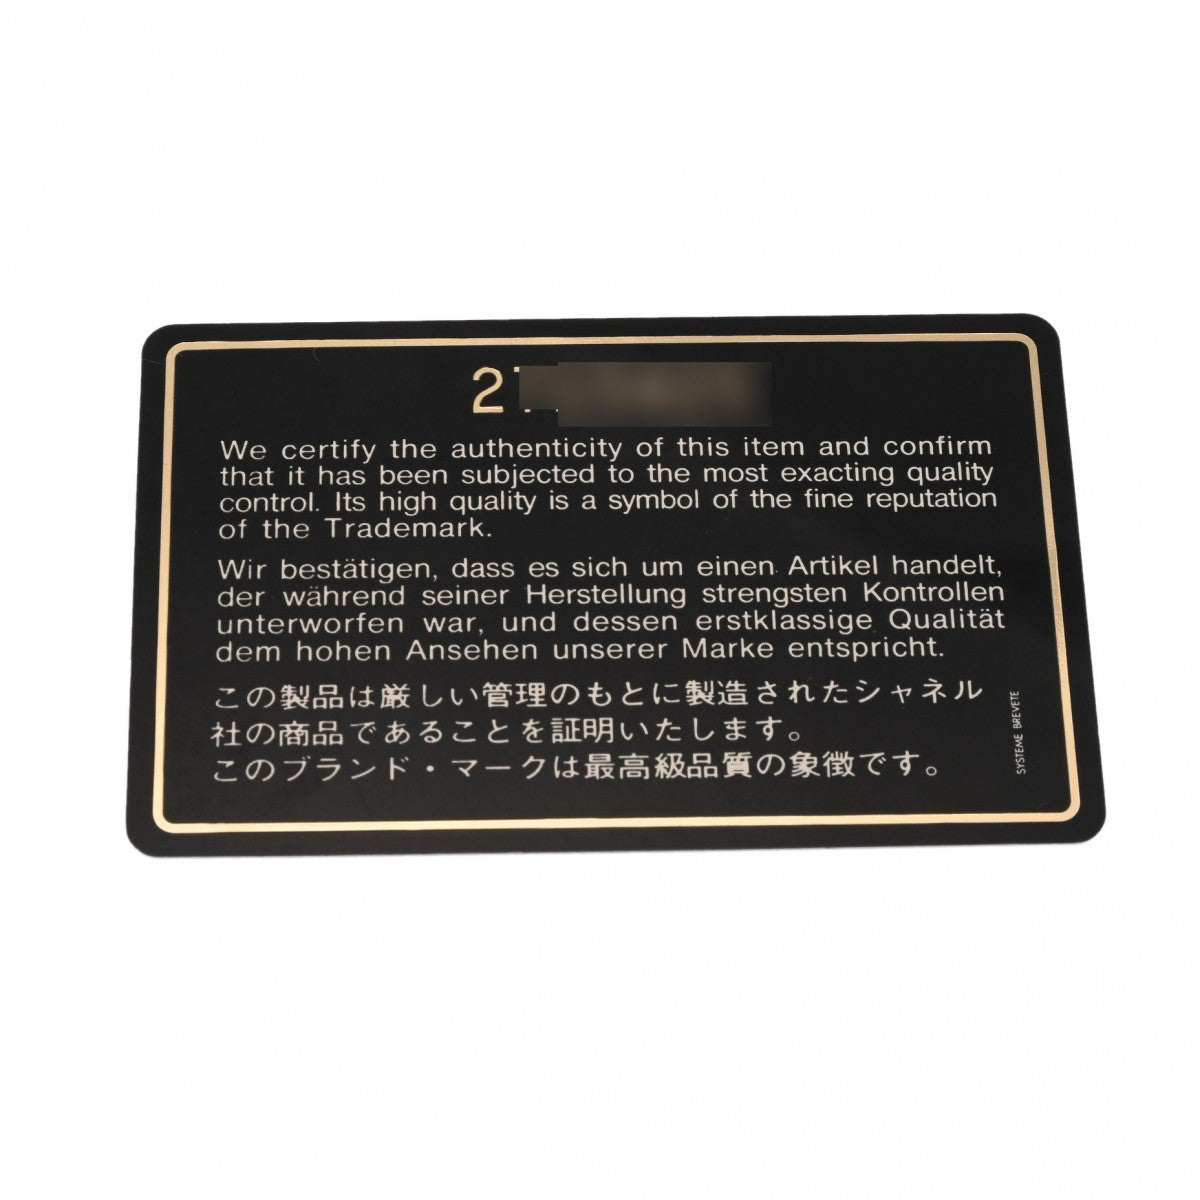 27
We certify the authenticity of this item and confirm
that it has been subjected to the most exacting quality
control. Its high quality is a symbol of the fine reputation
of the Trademark.
Wir bestätigen, dass es sich um einen Artikel handelt,
der während seiner Herstellung strengsten Kontrollen
unterworfen war, und dessen erstklassige Qualität
dem hohen Ansehen unserer Marke entspricht.
この製品は厳しい管理のもとに製造されたシャネル
社の商品であることを証明いたします。
このブランド・マークは最高級品質の象徴です。
SYSTEME BREVETE